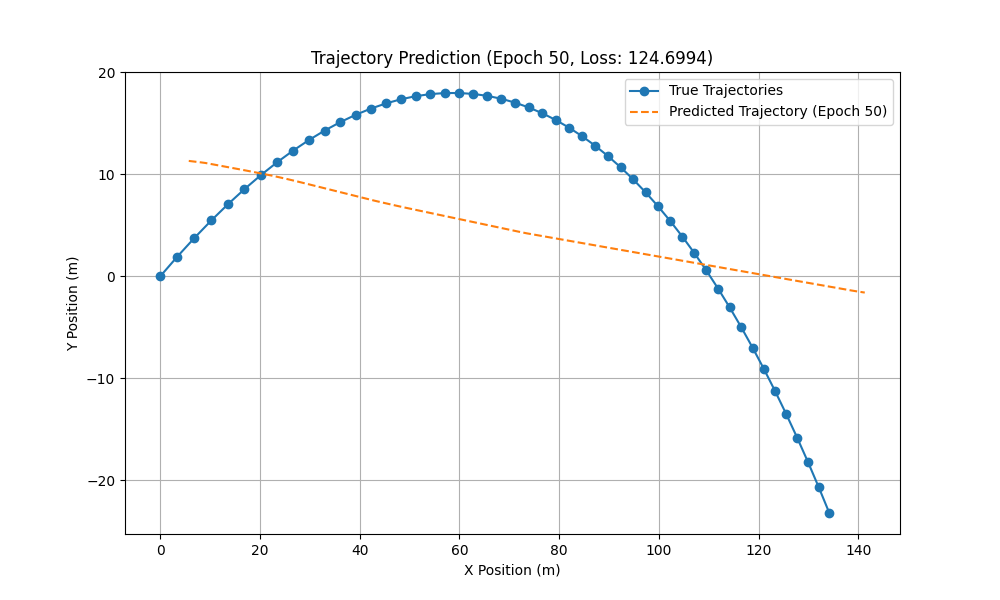 Trajectory Prediction (Epoch 50, Loss: 124.6994)
True Trajectories
Predicted Trajectory (Epoch 50)
Y Position (m)
20
10
0
−10
−20
0 20 40 60 80 100 120 140
X Position (m)